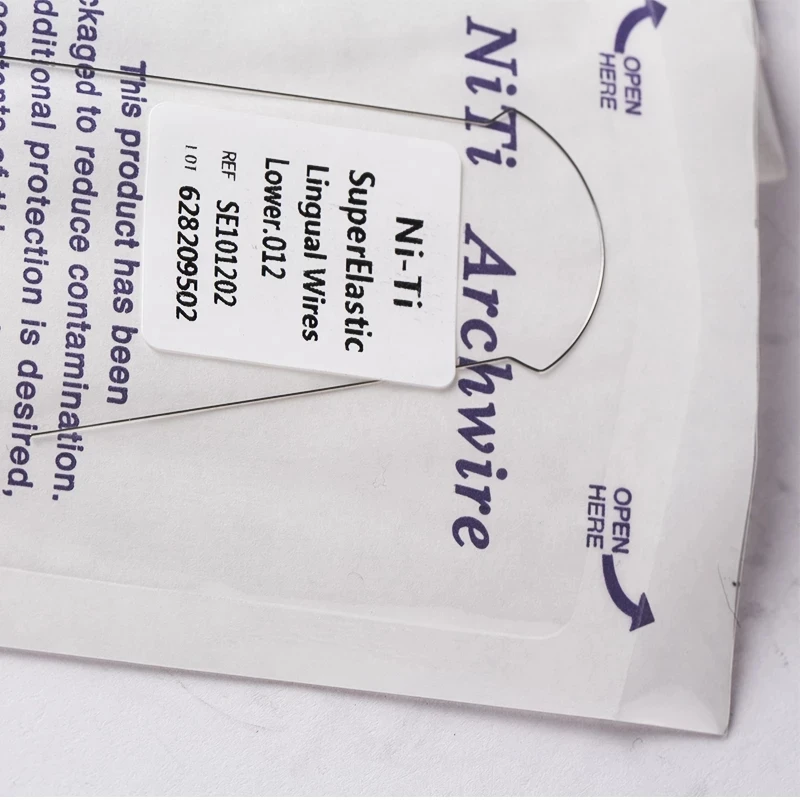 OPEN
HERE
OPEN
HERE
NiTi Archwire
Ni-Ti
SuperElastic
Lingual Wires
Lower.012
REF SE101202
LOT 628209502
This product has been
ckaged to reduce contamination.
dditional protection is desired,